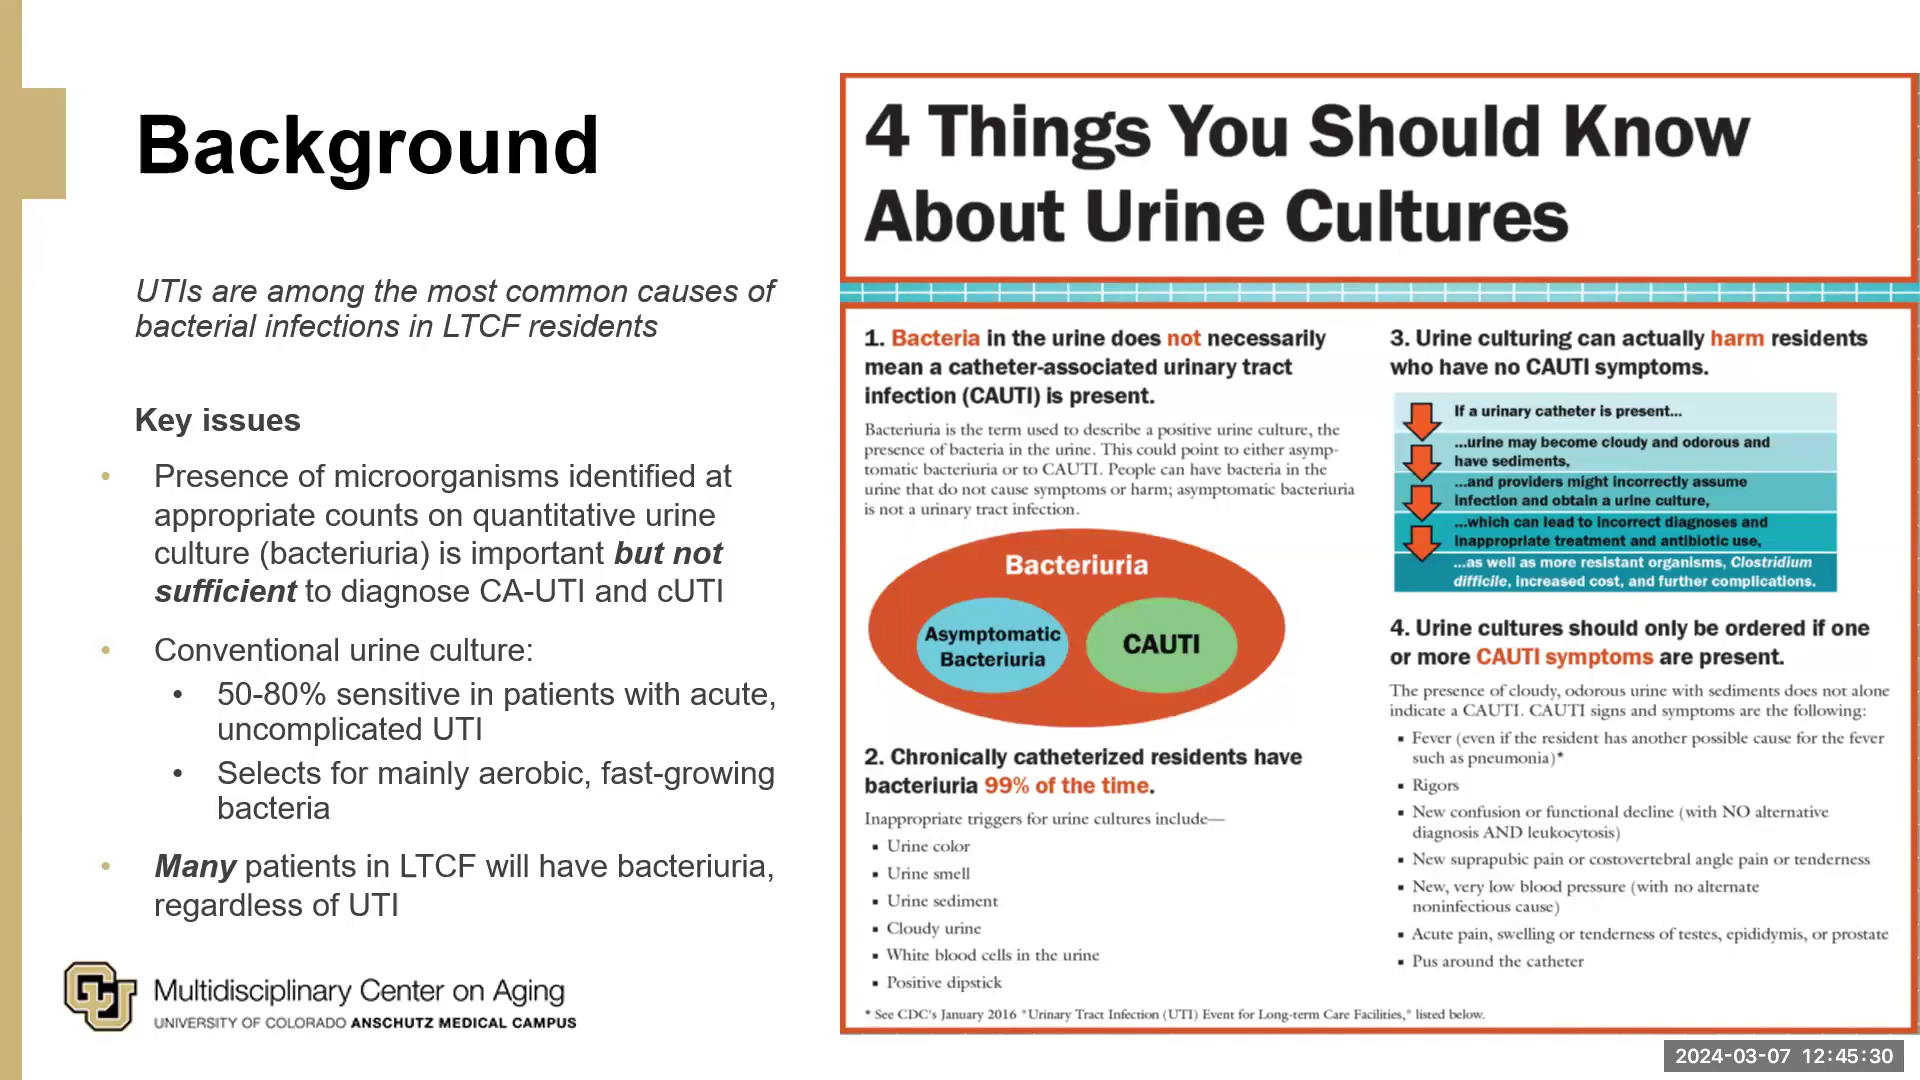 Background
UTIs are among the most common causes of
bacterial infections in LTCF residents
Key issues
• Presence of microorganisms identified at
appropriate counts on quantitative urine
culture (bacteriuria) is important but not
sufficient to diagnose CA-UTI and cUTI
• Conventional urine culture:
• 50-80% sensitive in patients with acute,
uncomplicated UTI
• Selects for mainly aerobic, fast-growing
bacteria
• Many patients in LTCF will have bacteriuria,
regardless of UTI
CU
Multidisciplinary Center on Aging
UNIVERSITY OF COLORADO ANSCHUTZ MEDICAL CAMPUS
4 Things You Should Know
About Urine Cultures
1. Bacteria in the urine does not necessarily
mean a catheter-associated urinary tract
infection (CAUTI) is present.
Bacteriuria is the term used to describe a positive urine culture, the
presence of bacteria in the urine. This could point to either asymp-
tomatic bacteriuria or to CAUTI. People can have bacteria in the
urine that do not cause symptoms or harm; asymptomatic bacteriuria
is not a urinary tract infection.
Bacteriuria
Asymptomatic
Bacteriuria
CAUTI
2. Chronically catheterized residents have
bacteriuria 99% of the time.
Inappropriate triggers for urine cultures include—
▪ Urine color
▪ Urine smell
▪ Urine sediment
▪ Cloudy urine
▪ White blood cells in the urine
▪ Positive dipstick
3. Urine culturing can actually harm residents
who have no CAUTI symptoms.
If a urinary catheter is present...
...urine may become cloudy and odorous and
have sediments,
...and providers might incorrectly assume
infection and obtain a urine culture,
...which can lead to incorrect diagnoses and
inappropriate treatment and antibiotic use,
...as well as more resistant organisms, Clostridium
difficile, increased cost, and further complications.
4. Urine cultures should only be ordered if one
or more CAUTI symptoms are present.
The presence of cloudy, odorous urine with sediments does not alone
indicate a CAUTI. CAUTI signs and symptoms are the following:
▪ Fever (even if the resident has another possible cause for the fever
such as pneumonia)*
▪ Rigors
▪ New confusion or functional decline (with NO alternative
diagnosis AND leukocytosis)
▪ New suprapubic pain or costovertebral angle pain or tenderness
▪ New, very low blood pressure (with no alternate
noninfectious cause)
▪ Acute pain, swelling or tenderness of testes, epididymis, or prostate
▪ Pus around the catheter
* See CDC's January 2016 "Urinary Tract Infection (UTI) Event for Long-term Care Facilities," listed below.
2024-03-07 12:45:30